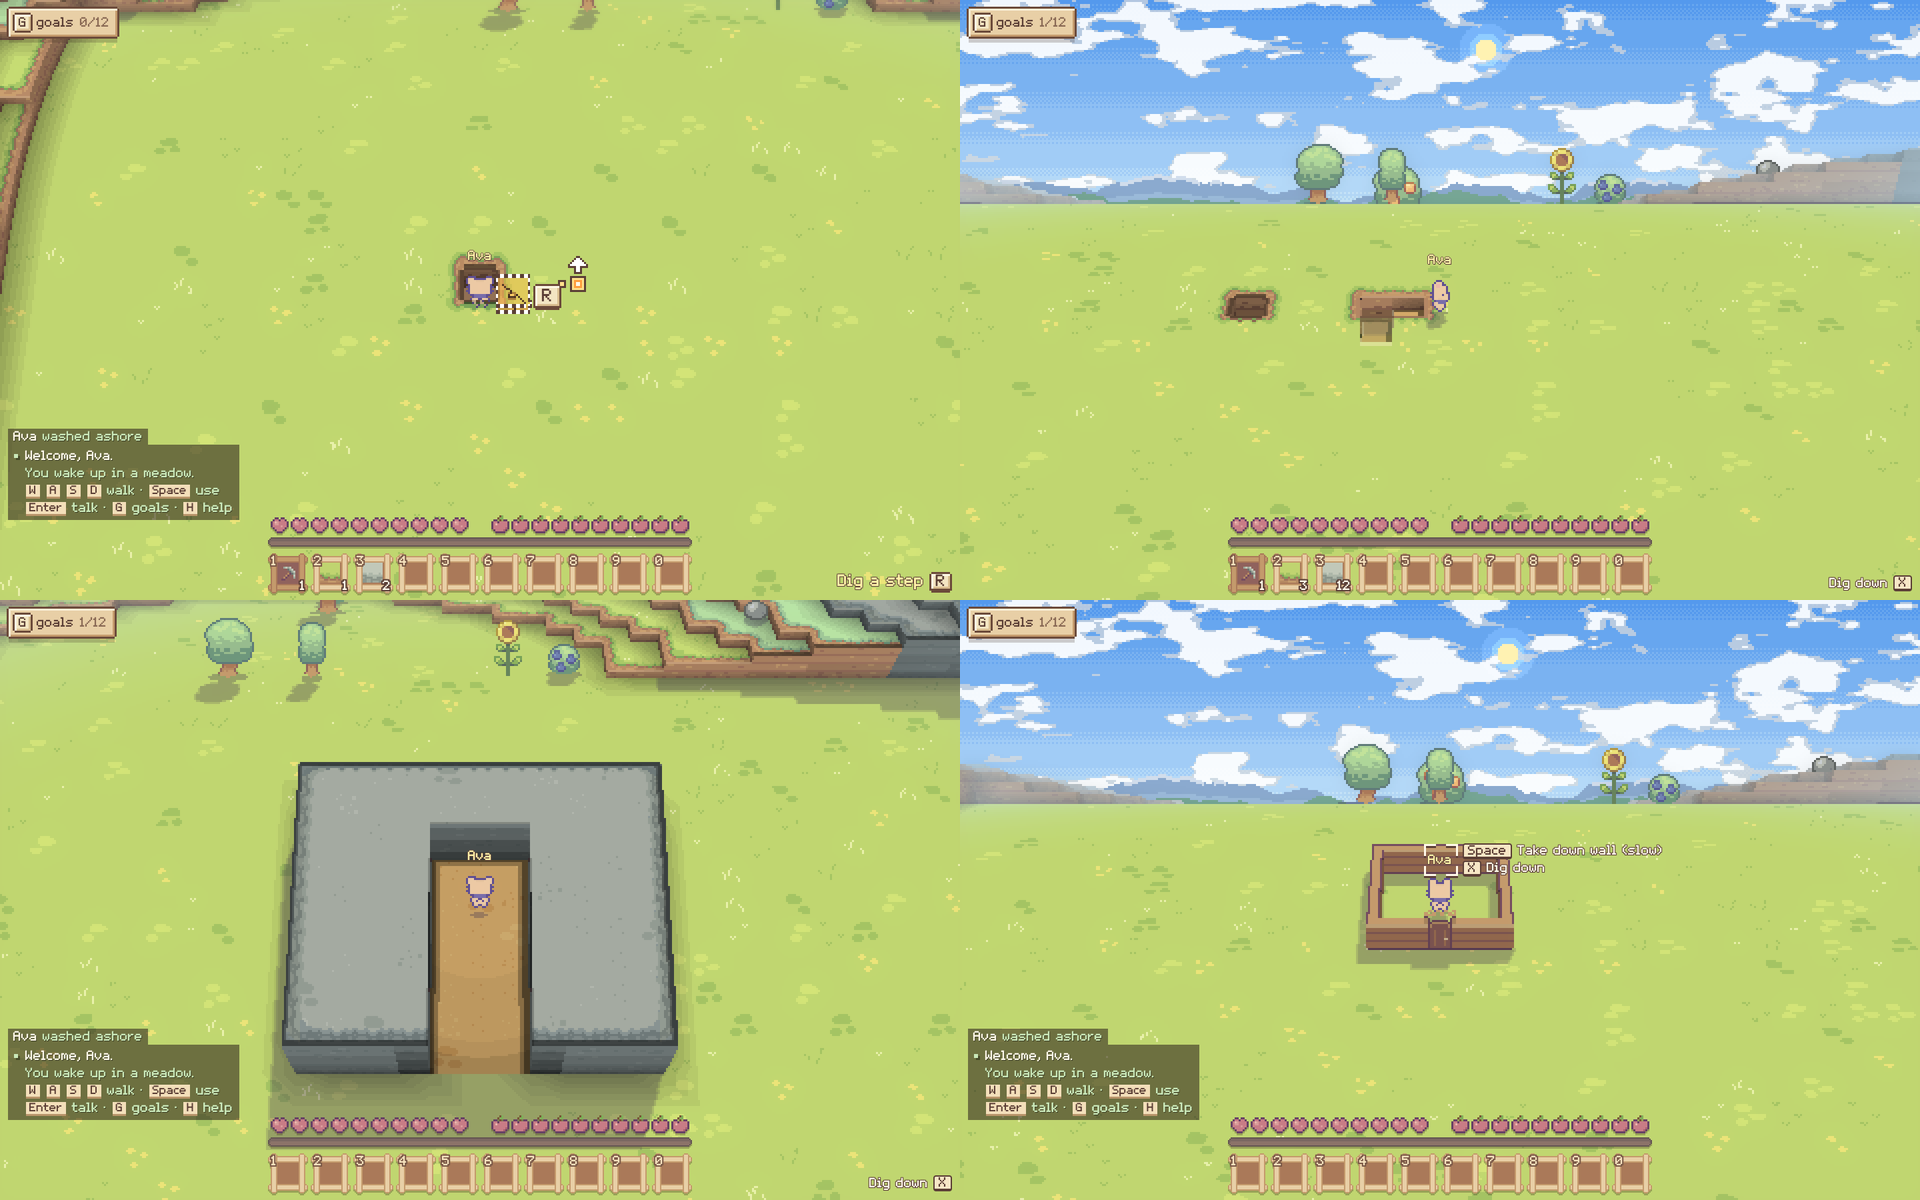 G goals 0/12
Ava
R
Ava washed ashore
Welcome, Ava.
You wake up in a meadow.
W A S D walk · Space use
Enter talk · G goals · H help
1 2 3 4 5 6 7 8 9 0
1 1 2
Dig a step R
G goals 1/12
Ava
1 2 3 4 5 6 7 8 9 0
1 3 12
Dig down X
G goals 1/12
Ava
Ava washed ashore
Welcome, Ava.
You wake up in a meadow.
W A S D walk · Space use
Enter talk · G goals · H help
1 2 3 4 5 6 7 8 9 0
Dig down X
G goals 1/12
Space Take down wall (slow)
Ava
X Dig down
Ava washed ashore
Welcome, Ava.
You wake up in a meadow.
W A S D walk · Space use
Enter talk · G goals · H help
1 2 3 4 5 6 7 8 9 0